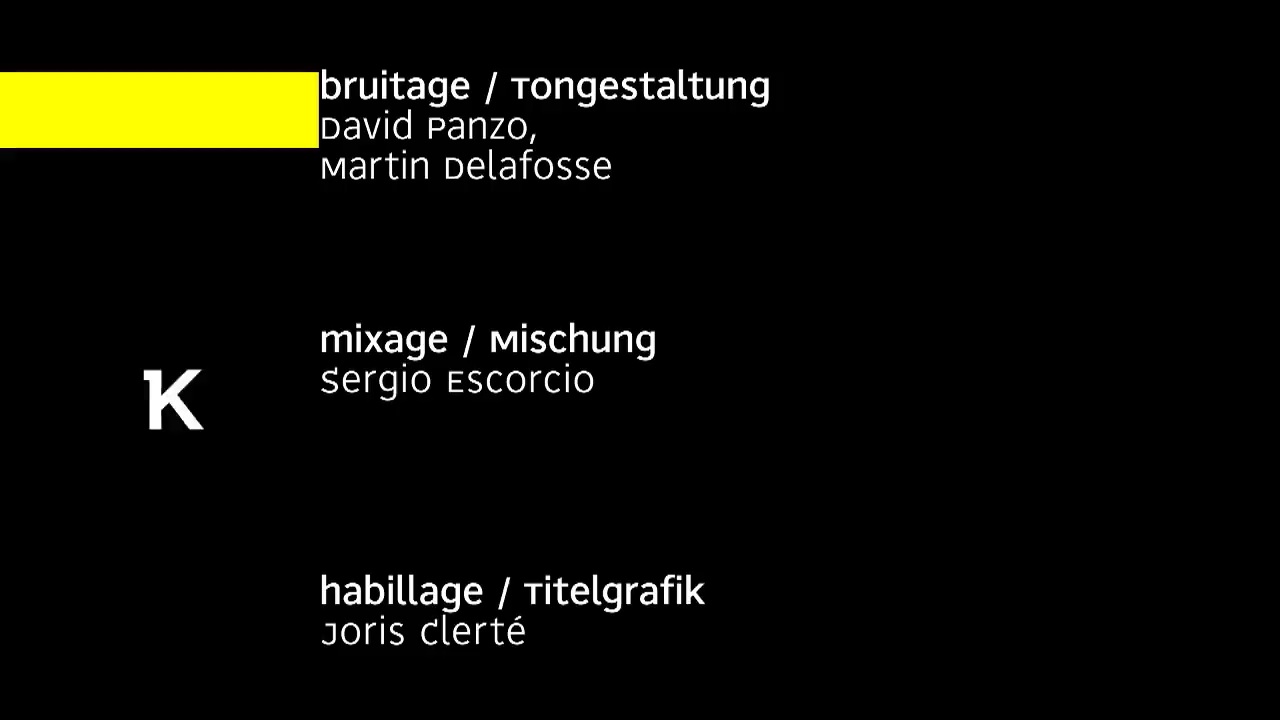 bruitage / Tongestaltung
David Panzo,
Martin Delafosse
mixage / Mischung
K
Sergio Escorcio
habillage / Titelgrafik
Joris Clerté